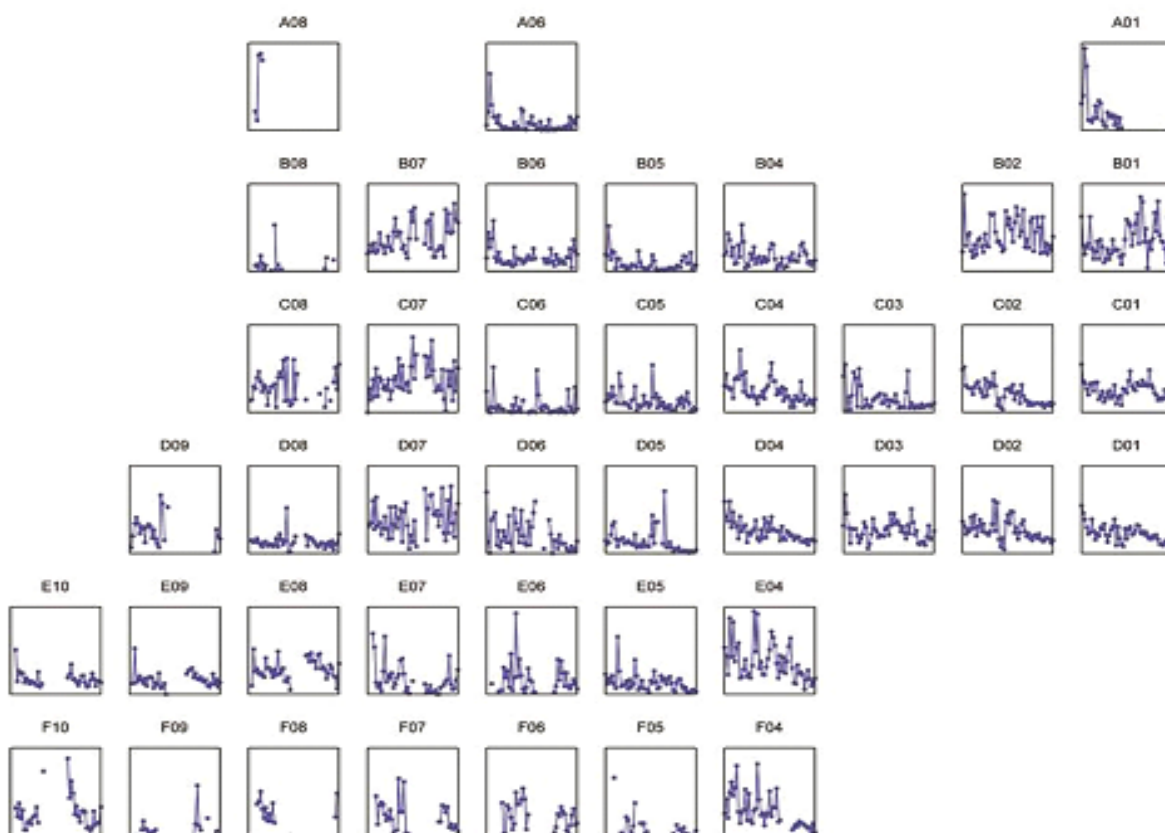 A08 A06 A01
B08 B07 B06 B05 B04 B02 B01
C08 C07 C06 C05 C04 C03 C02 C01
D09 D08 D07 D06 D05 D04 D03 D02 D01
E10 E09 E08 E07 E06 E05 E04
F10 F09 F08 F07 F06 F05 F04